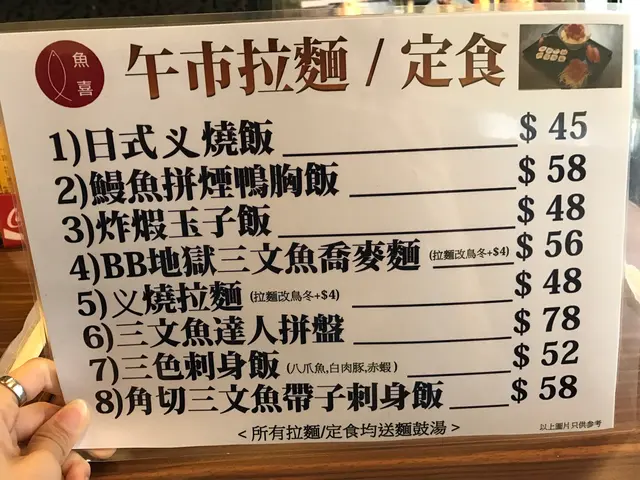 魚喜
午市拉麵 / 定食
1)日式义燒飯 $ 45
2)鰻魚拼煙鴨胸飯 $ 58
3)炸蝦玉子飯 $ 48
4)BB地獄三文魚喬麥麵 (拉麵改烏冬+$4) $ 56
5)义燒拉麵 (拉麵改烏冬+$4) $ 48
6)三文魚達人拼盤 $ 78
7)三色刺身飯 (八爪魚,白肉豚,赤蝦) $ 52
8)角切三文魚帶子刺身飯 $ 58
< 所有拉麵/定食均送麵鼓湯 >
以上圖片只供參考